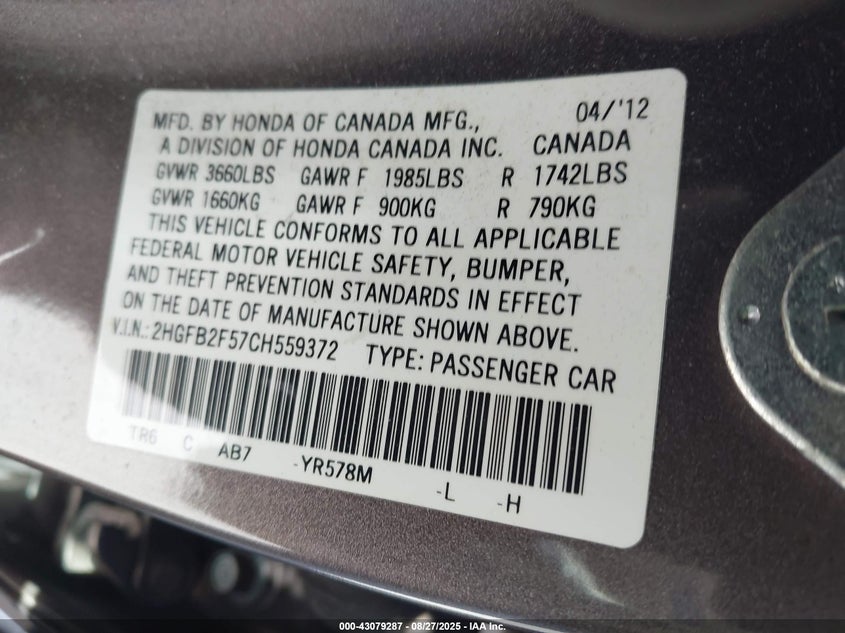 MFD. BY HONDA OF CANADA MFG., 04/'12
A DIVISION OF HONDA CANADA INC. CANADA
GVWR 3660LBS GAWR F 1985LBS R 1742LBS
GVWR 1660KG GAWR F 900KG R 790KG
THIS VEHICLE CONFORMS TO ALL APPLICABLE
FEDERAL MOTOR VEHICLE SAFETY, BUMPER,
AND THEFT PREVENTION STANDARDS IN EFFECT
ON THE DATE OF MANUFACTURE SHOWN ABOVE.
V.I.N.: 2HGFB2F57CH559372 TYPE: PASSENGER CAR
TR6 C AB7 -YR578M -L -H
000-43079287 - 08/27/2025 - IAA Inc.